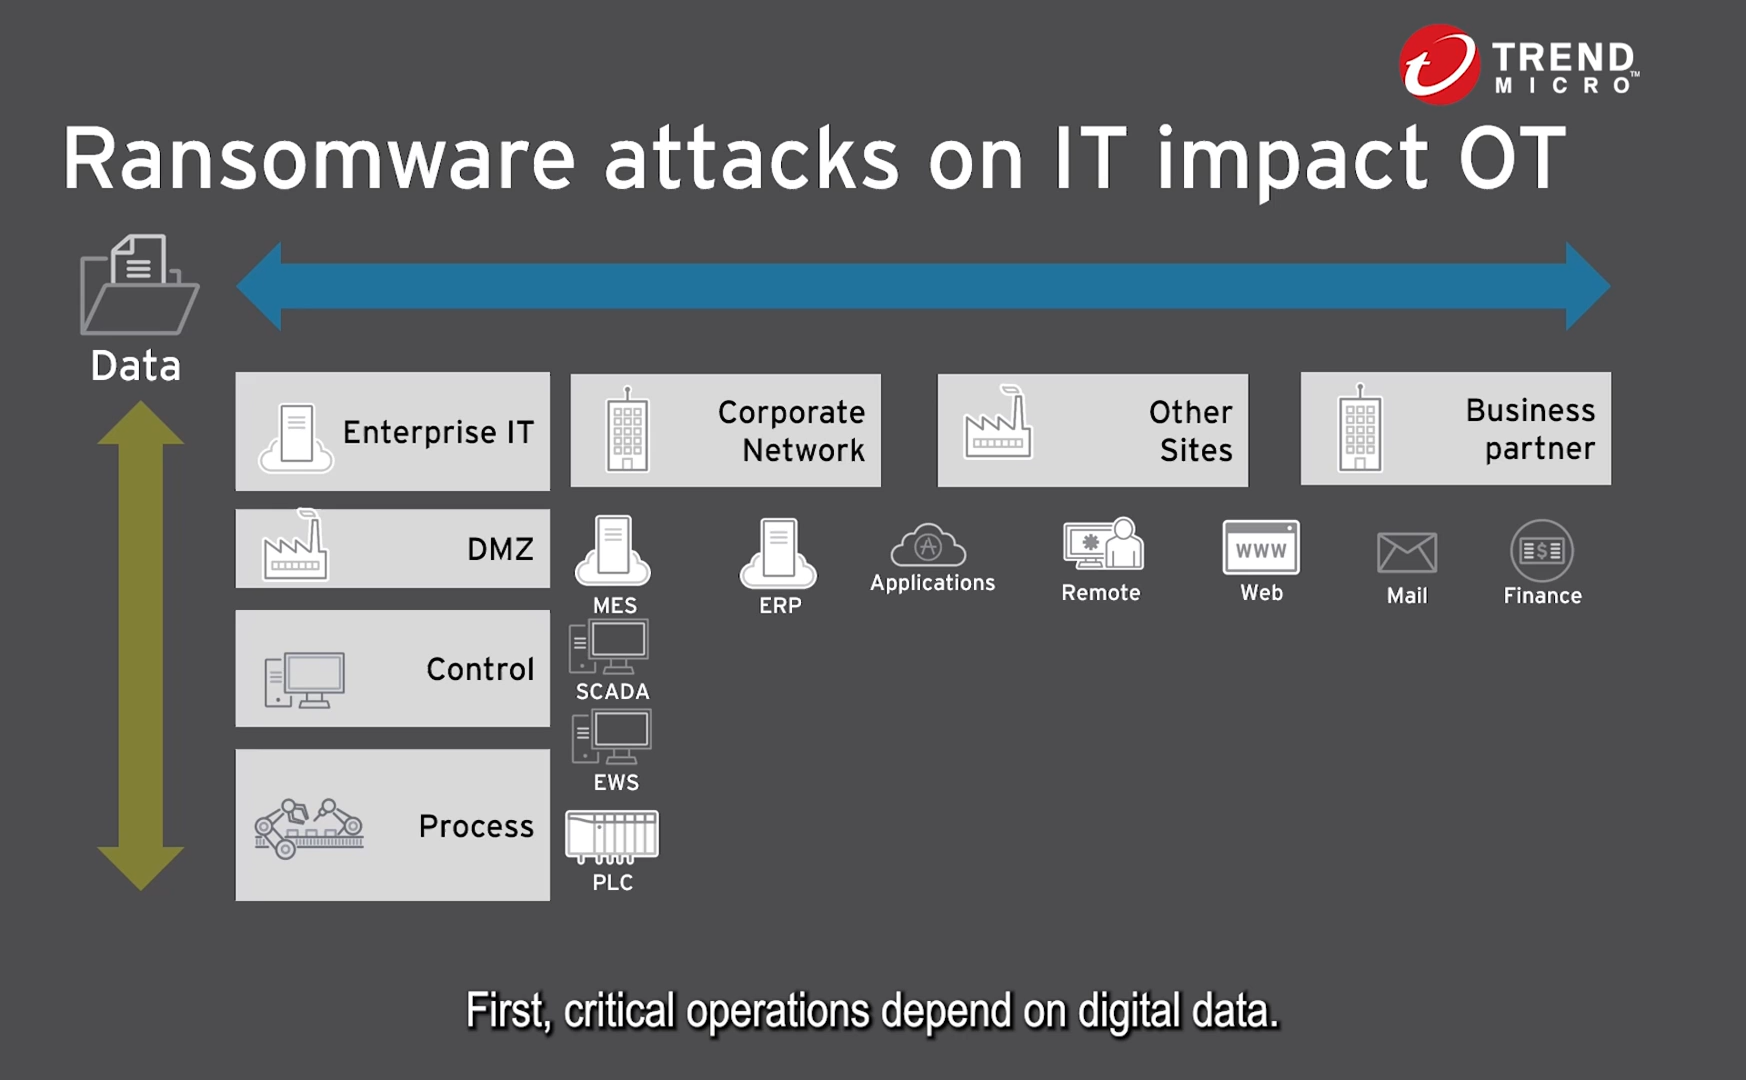 TREND
MICRO™
Ransomware attacks on IT impact OT
Data
Enterprise IT
Corporate
Network
Other
Sites
Business
partner
DMZ
MES
ERP
Applications
Remote
WWW
Web
Mail
$
Finance
Control
SCADA
EWS
Process
PLC
First, critical operations depend on digital data.